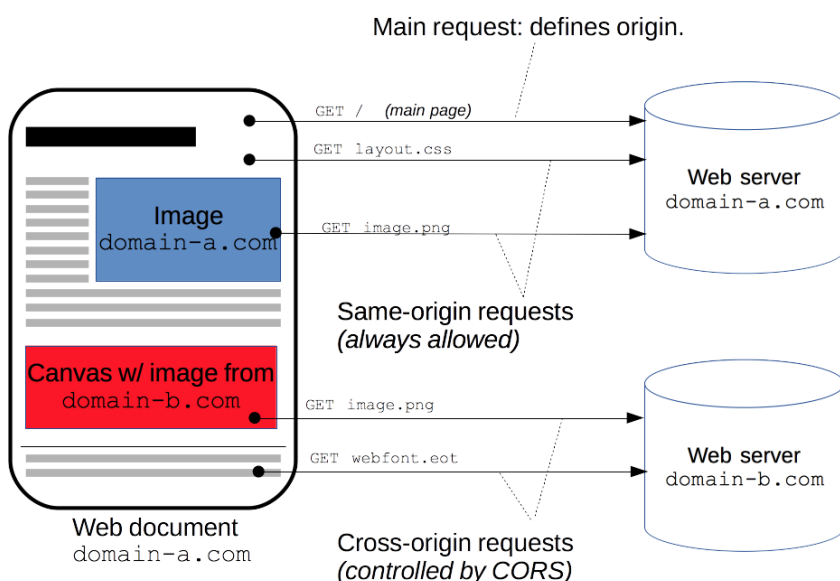 Main request: defines origin.
GET / (main page)
GET layout.css
Image
domain-a.com
GET image.png
Web server
domain-a.com
Same-origin requests
(always allowed)
Canvas w/ image from
domain-b.com
GET image.png
GET webfont.eot
Web server
domain-b.com
Web document
domain-a.com
Cross-origin requests
(controlled by CORS)